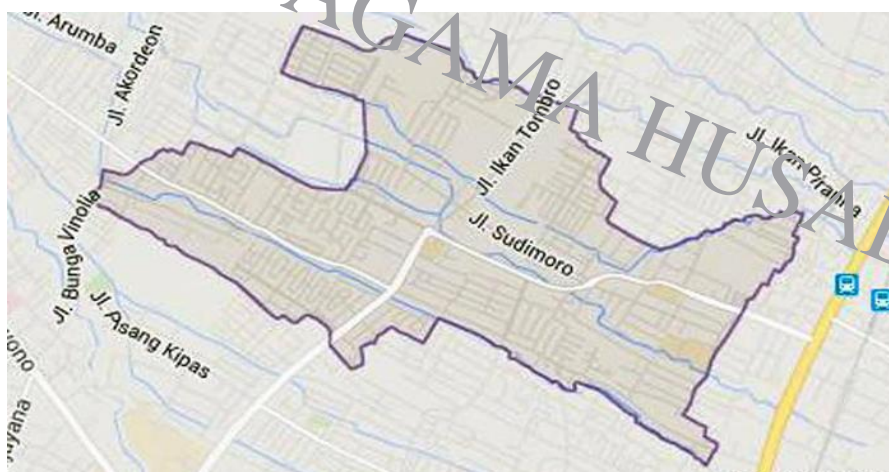 Jl. Arumba
Jl. Akordeon
AGAMA HUSADA
Jl. Ikan Tombro
Jl. Ikan Piranha
Jl. Sudimoro
Jl. Bunga Vinolia
Jl. Asang Kipas